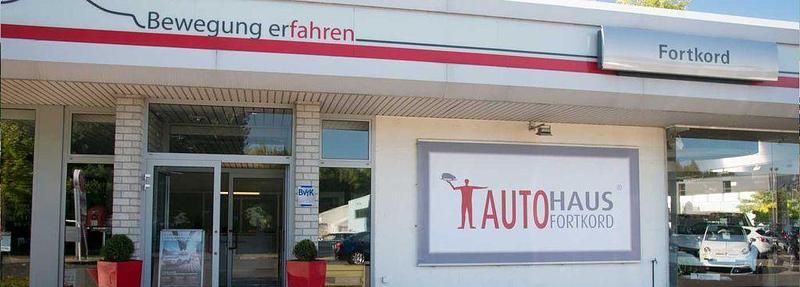 Bewegung erfahren
Fortkord
BVfK
AUTOHAUS ®
FORTKORD